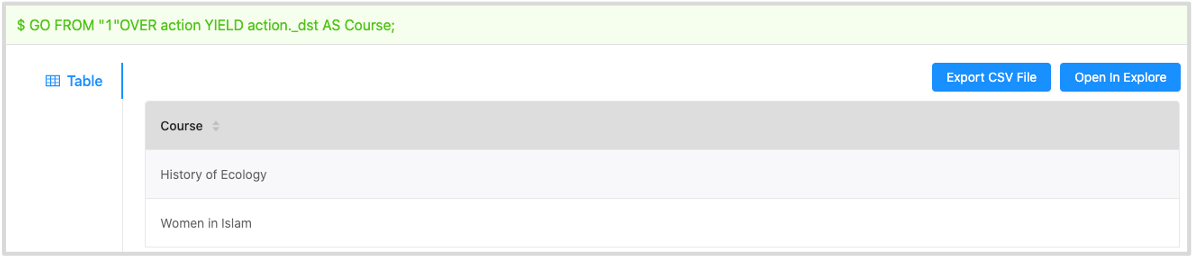 $ GO FROM "1"OVER action YIELD action._dst AS Course;
Table
Export CSV File
Open In Explore
Course
History of Ecology
Women in Islam